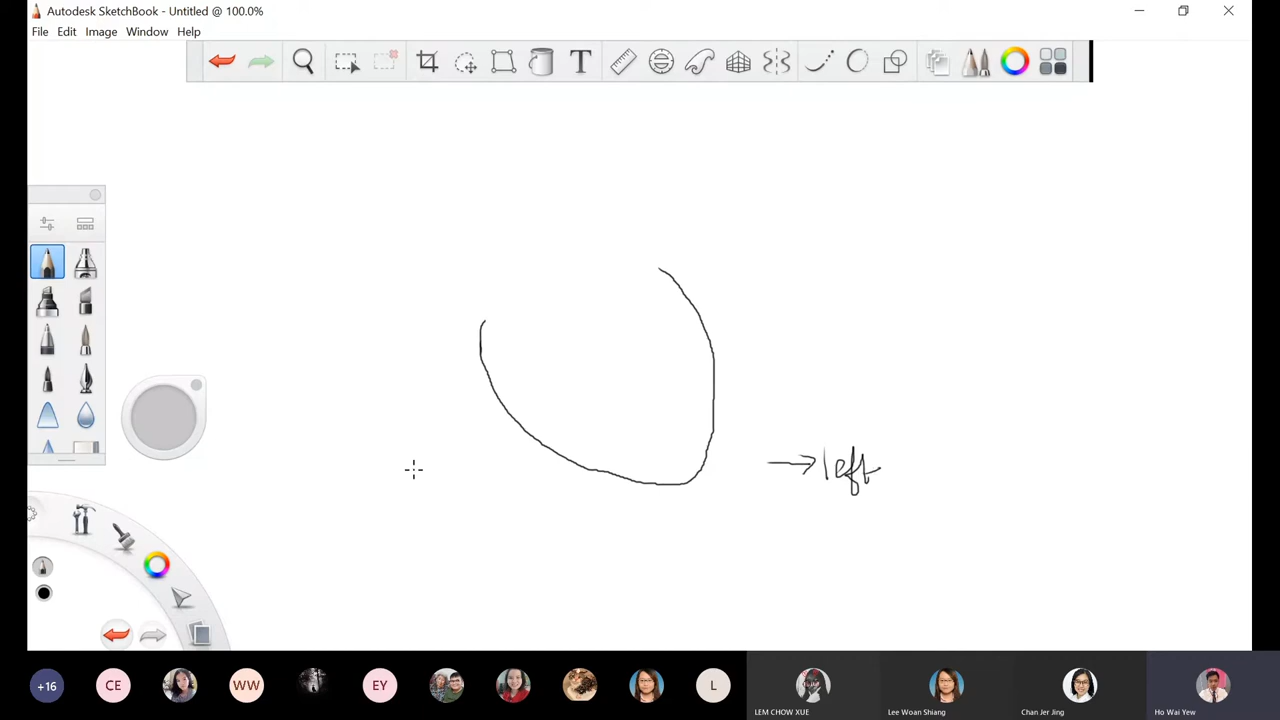 Autodesk SketchBook - Untitled @ 100.0%
File Edit Image Window Help
T
→left
+16 CE WW EY L
LEM CHOW XUE Lee Woan Shiang Chan Jer Jing Ho Wai Yew